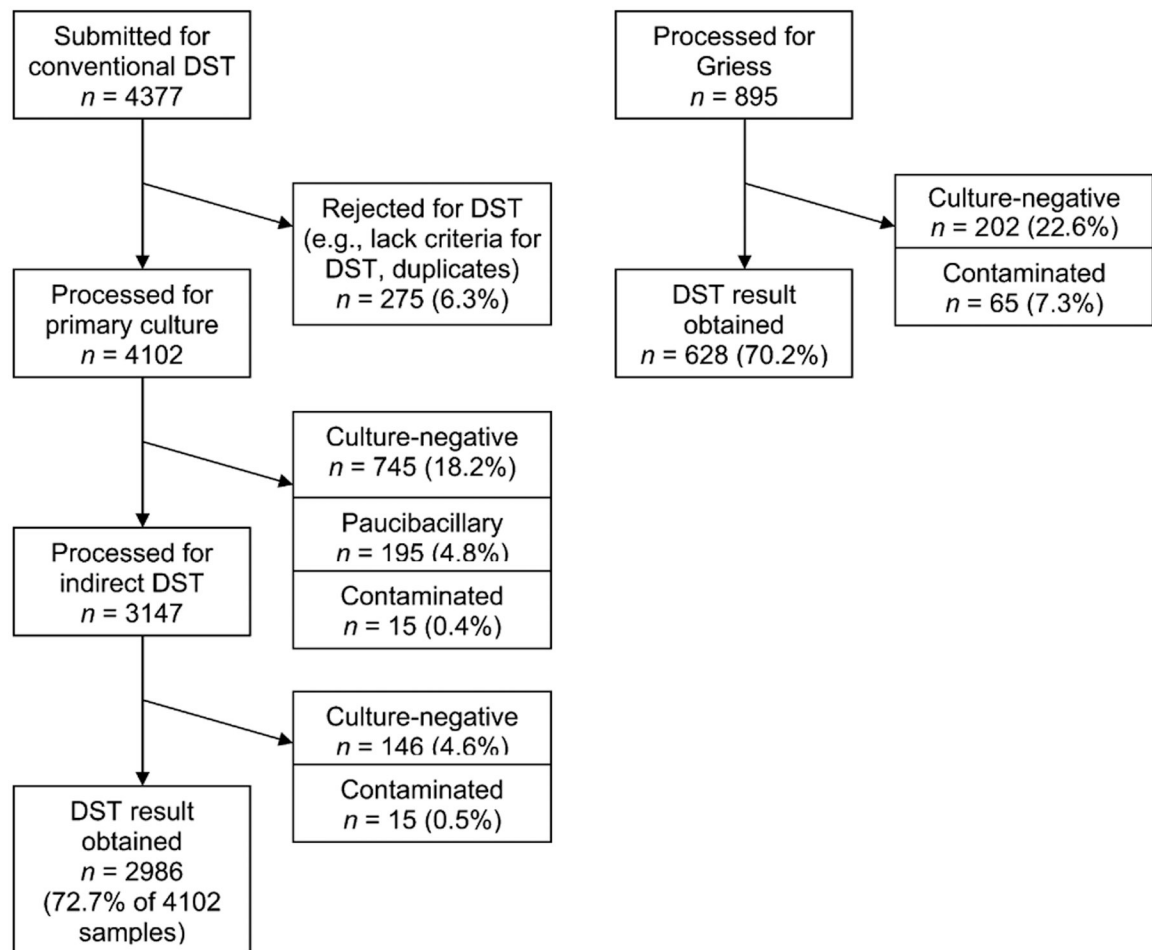 Submitted for
conventional DST
n = 4377
Rejected for DST
(e.g., lack criteria for
DST, duplicates)
n = 275 (6.3%)
Processed for
primary culture
n = 4102
Culture-negative
n = 745 (18.2%)
Paucibacillary
n = 195 (4.8%)
Contaminated
n = 15 (0.4%)
Processed for
indirect DST
n = 3147
Culture-negative
n = 146 (4.6%)
Contaminated
n = 15 (0.5%)
DST result
obtained
n = 2986
(72.7% of 4102
samples)
Processed for
Griess
n = 895
Culture-negative
n = 202 (22.6%)
Contaminated
n = 65 (7.3%)
DST result
obtained
n = 628 (70.2%)